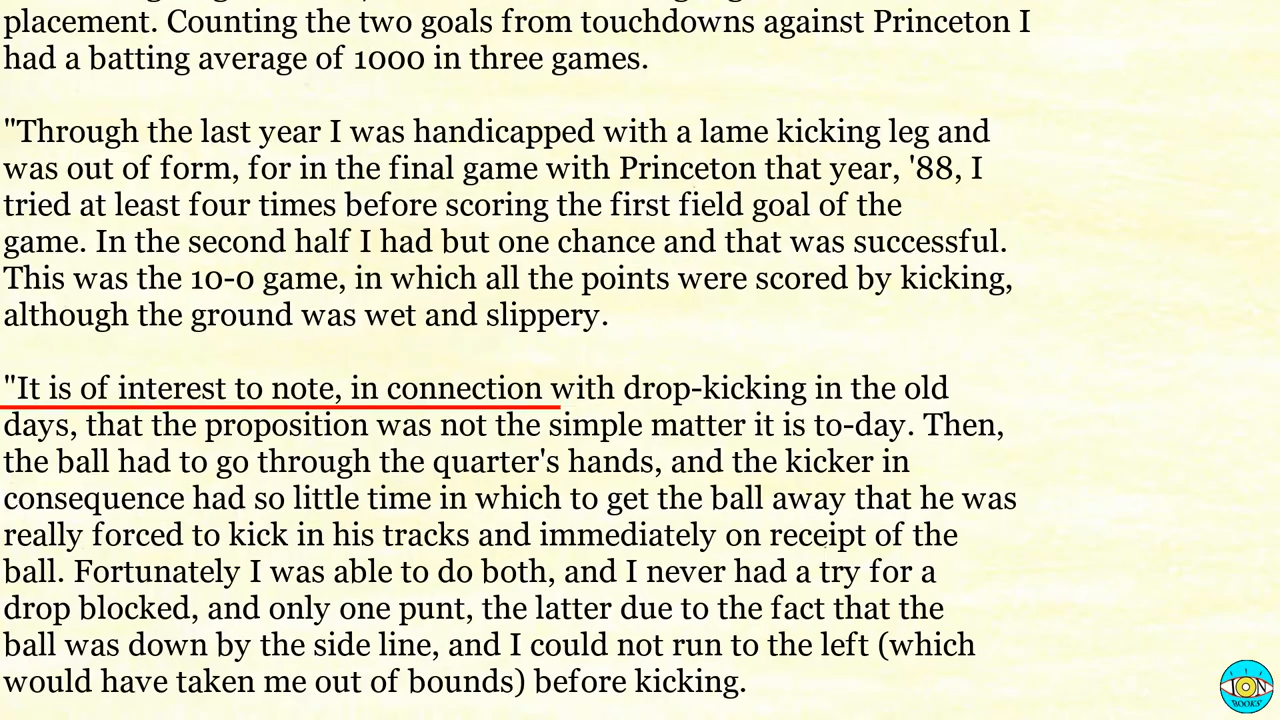 placement. Counting the two goals from touchdowns against Princeton I
had a batting average of 1000 in three games.
"Through the last year I was handicapped with a lame kicking leg and
was out of form, for in the final game with Princeton that year, '88, I
tried at least four times before scoring the first field goal of the
game. In the second half I had but one chance and that was successful.
This was the 10-0 game, in which all the points were scored by kicking,
although the ground was wet and slippery.
"It is of interest to note, in connection with drop-kicking in the old
days, that the proposition was not the simple matter it is to-day. Then,
the ball had to go through the quarter's hands, and the kicker in
consequence had so little time in which to get the ball away that he was
really forced to kick in his tracks and immediately on receipt of the
ball. Fortunately I was able to do both, and I never had a try for a
drop blocked, and only one punt, the latter due to the fact that the
ball was down by the side line, and I could not run to the left (which
would have taken me out of bounds) before kicking.
ION
BOOKS